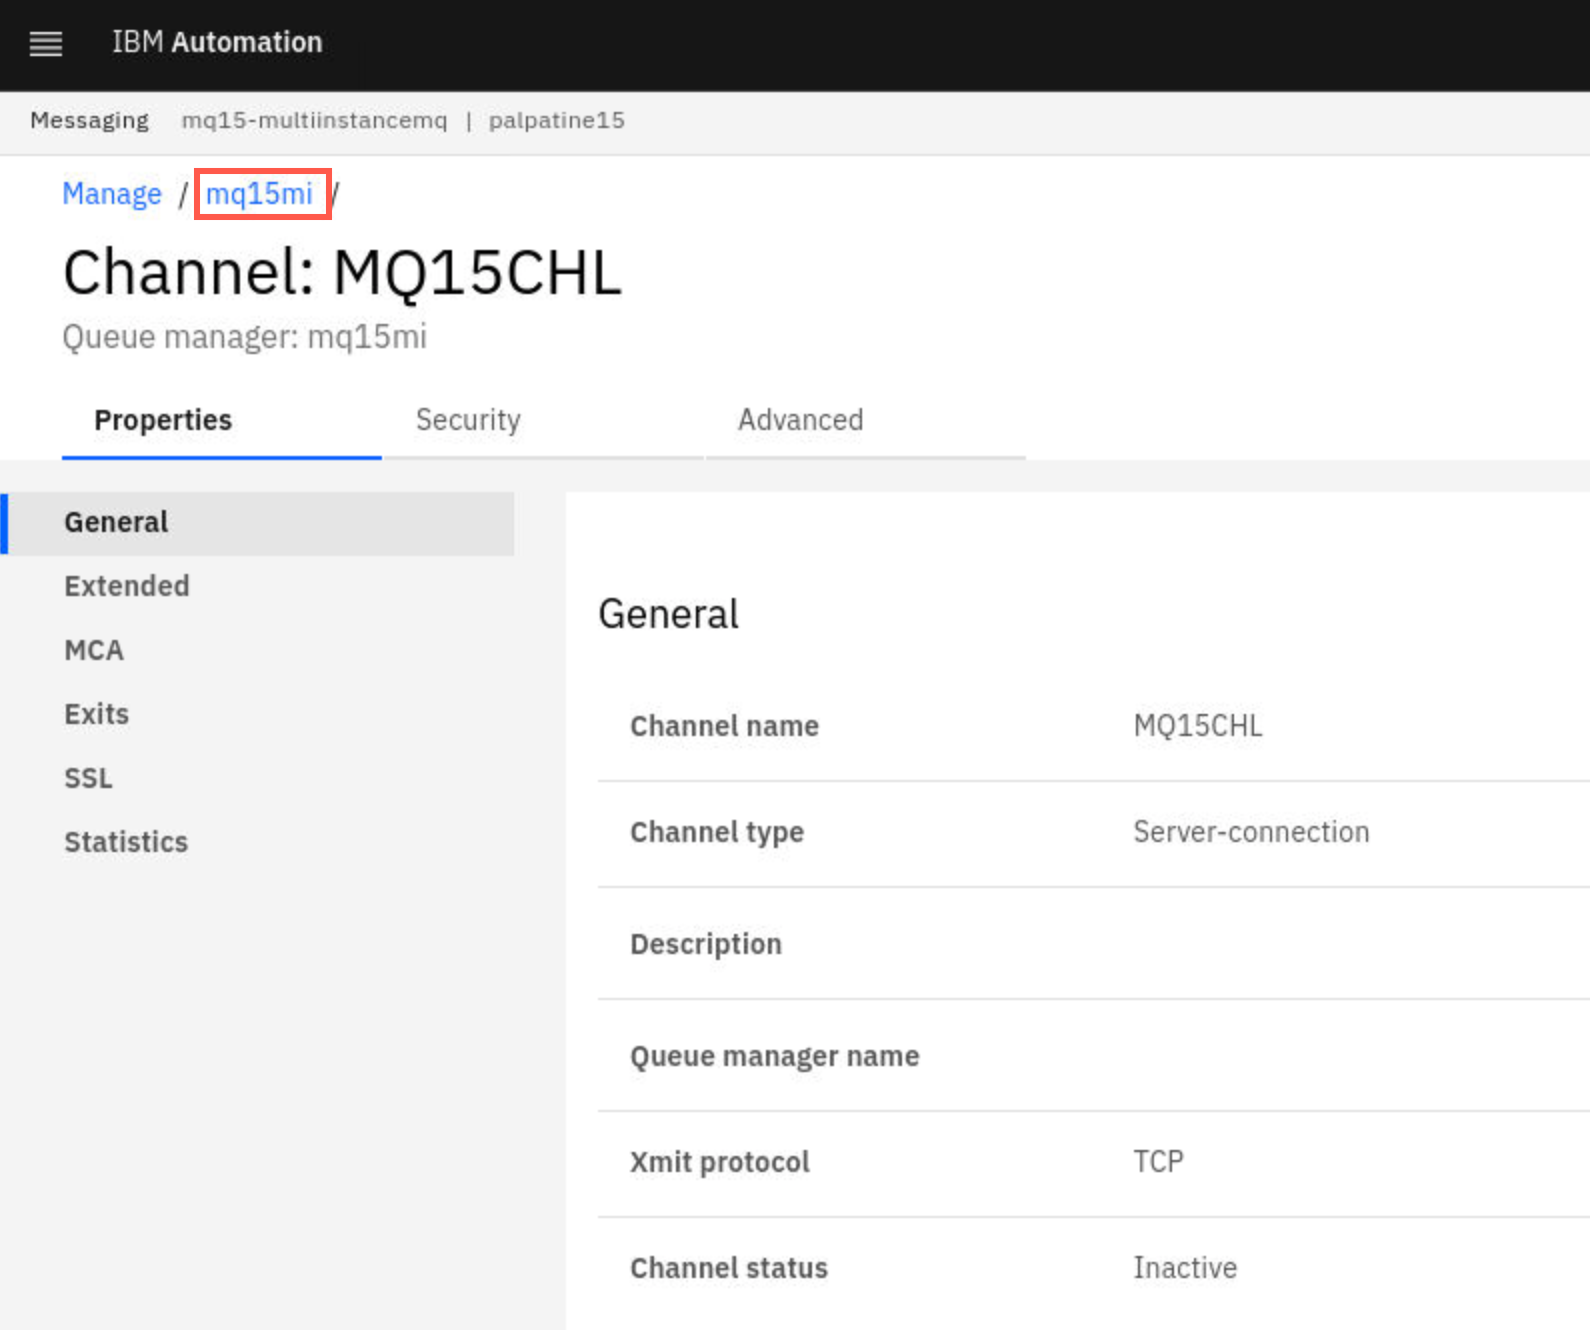 IBM Automation
Messaging mq15-multiinstancemq | palpatine15
Manage / mq15mi /
Channel: MQ15CHL
Queue manager: mq15mi
Properties Security Advanced
General
Extended
MCA
Exits
SSL
Statistics
General
Channel name MQ15CHL
Channel type Server-connection
Description
Queue manager name
Xmit protocol TCP
Channel status Inactive